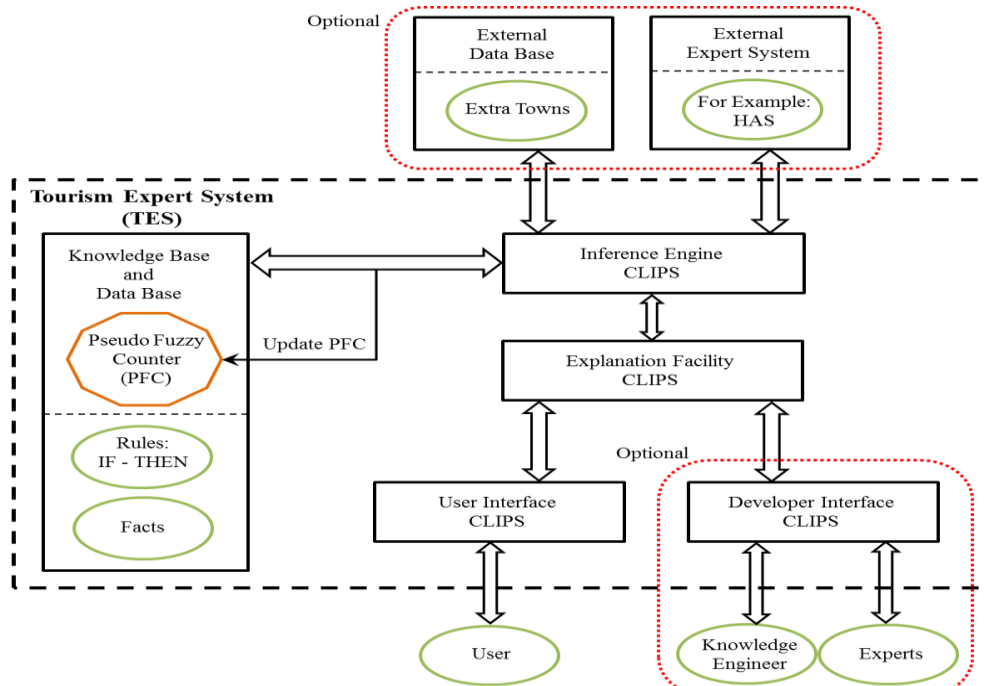 Optional
External
Data Base
Extra Towns
External
Expert System
For Example:
HAS
Tourism Expert System
(TES)
Knowledge Base
and
Data Base
Pseudo Fuzzy
Counter
(PFC)
Update PFC
Rules:
IF - THEN
Facts
Inference Engine
CLIPS
Explanation Facility
CLIPS
Optional
User Interface
CLIPS
Developer Interface
CLIPS
User
Knowledge
Engineer
Experts